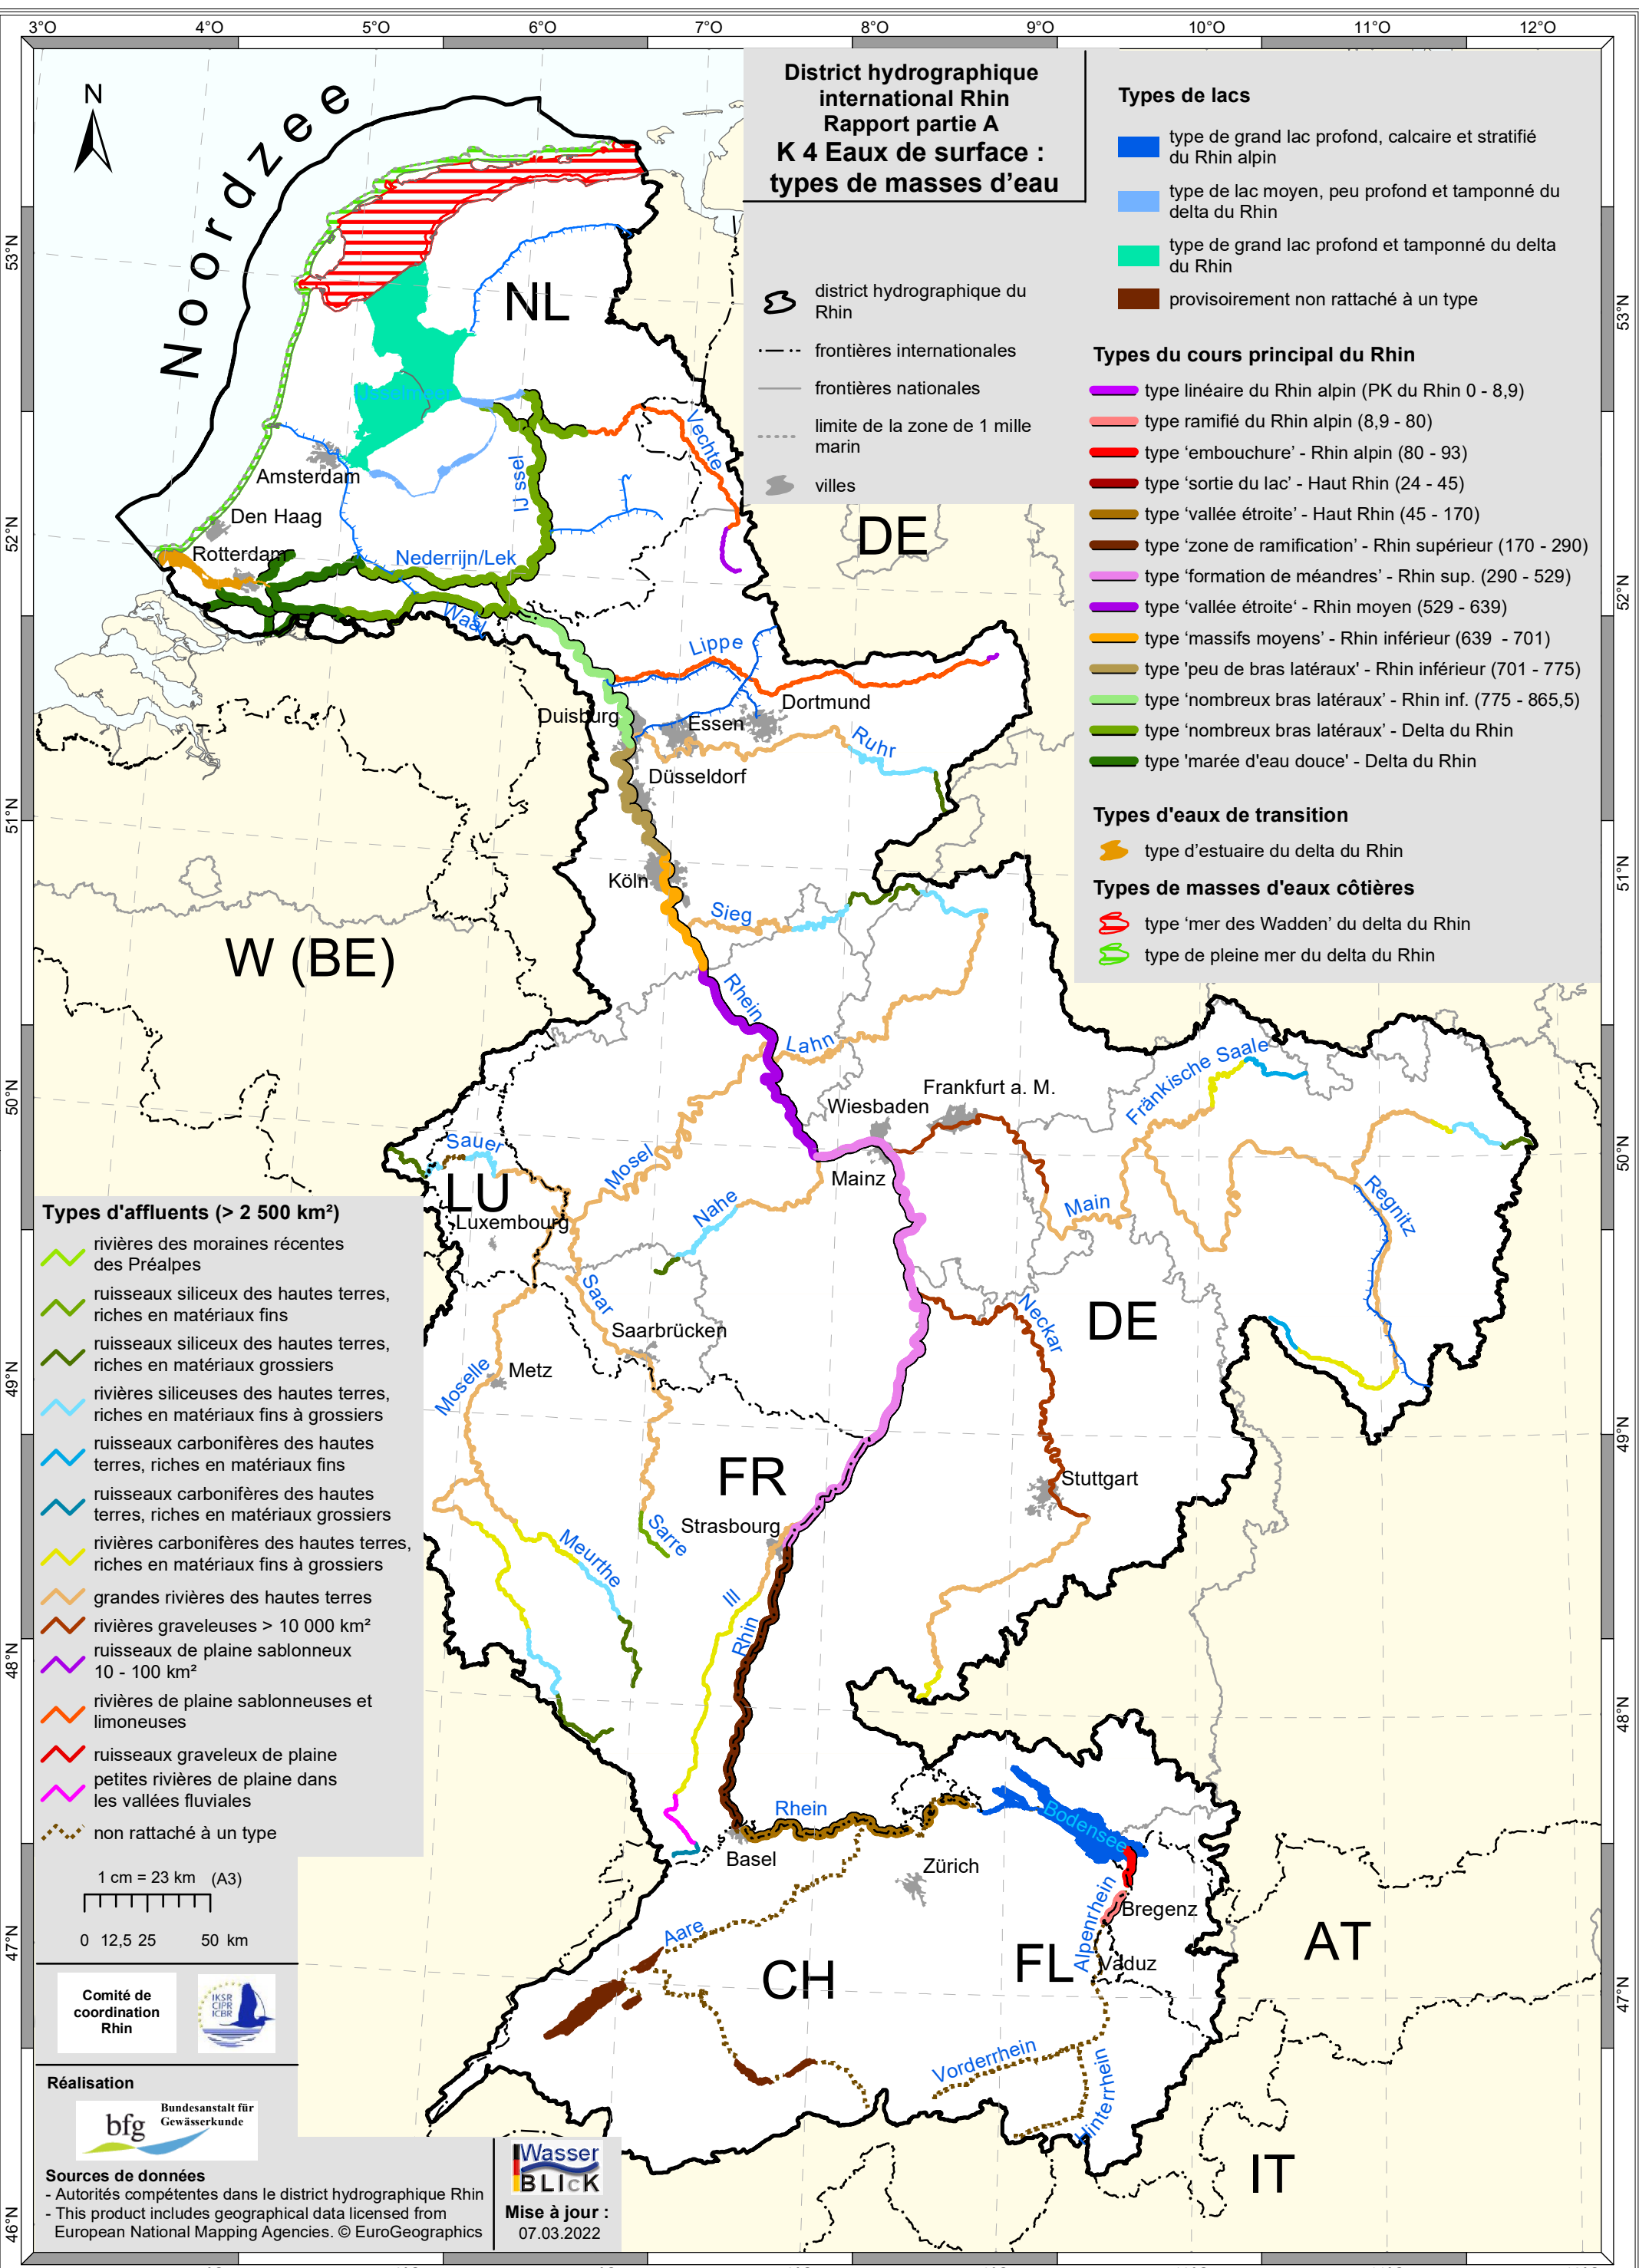 3°O 4°O 5°O 6°O 7°O 8°O 9°O 10°O 11°O 12°O
N
Noordzee
District hydrographique
international Rhin
Rapport partie A
K 4 Eaux de surface :
types de masses d'eau
district hydrographique du
Rhin
frontières internationales
frontières nationales
limite de la zone de 1 mille
marin
villes
Types de lacs
type de grand lac profond, calcaire et stratifié
du Rhin alpin
type de lac moyen, peu profond et tamponné du
delta du Rhin
type de grand lac profond et tamponné du delta
du Rhin
provisoirement non rattaché à un type
Types du cours principal du Rhin
type linéaire du Rhin alpin (PK du Rhin 0 - 8,9)
type ramifié du Rhin alpin (8,9 - 80)
type ‘embouchure’ - Rhin alpin (80 - 93)
type ‘sortie du lac’ - Haut Rhin (24 - 45)
type ‘vallée étroite’ - Haut Rhin (45 - 170)
type ‘zone de ramification’ - Rhin supérieur (170 - 290)
type ‘formation de méandres’ - Rhin sup. (290 - 529)
type ‘vallée étroite‘ - Rhin moyen (529 - 639)
type ‘massifs moyens’ - Rhin inférieur (639 - 701)
type 'peu de bras latéraux' - Rhin inférieur (701 - 775)
type ‘nombreux bras latéraux’ - Rhin inf. (775 - 865,5)
type ‘nombreux bras latéraux’ - Delta du Rhin
type 'marée d'eau douce' - Delta du Rhin
Types d'eaux de transition
type d’estuaire du delta du Rhin
Types de masses d'eaux côtières
type ‘mer des Wadden’ du delta du Rhin
type de pleine mer du delta du Rhin
53°N
53°N
52°N
52°N
51°N
51°N
50°N
50°N
49°N
49°N
48°N
48°N
47°N
47°N
46°N
NL
IJsselmeer
Amsterdam
Den Haag
Rotterdam
Nederrijn/Lek
IJssel
Vechte
Waal
DE
Lippe
Dortmund
Duisburg
Essen
Ruhr
Düsseldorf
Köln
Sieg
W (BE)
Rhein
Lahn
Frankfurt a. M.
Wiesbaden
Fränkische Saale
Mainz
Main
Regnitz
Sauer
LU
Luxembourg
Mosel
Nahe
Saar
Saarbrücken
Neckar
DE
Metz
Moselle
FR
Stuttgart
Strasbourg
Sarre
Meurthe
Ill
Rhin
Rhein
Basel
Zürich
Bodensee
Bregenz
Alpenrhein
Vaduz
FL
AT
Aare
CH
Vorderrhein
Hinterrhein
IT
Types d'affluents (> 2 500 km²)
rivières des moraines récentes
des Préalpes
ruisseaux siliceux des hautes terres,
riches en matériaux fins
ruisseaux siliceux des hautes terres,
riches en matériaux grossiers
rivières siliceuses des hautes terres,
riches en matériaux fins à grossiers
ruisseaux carbonifères des hautes
terres, riches en matériaux fins
ruisseaux carbonifères des hautes
terres, riches en matériaux grossiers
rivières carbonifères des hautes terres,
riches en matériaux fins à grossiers
grandes rivières des hautes terres
rivières graveleuses > 10 000 km²
ruisseaux de plaine sablonneux
10 - 100 km²
rivières de plaine sablonneuses et
limoneuses
ruisseaux graveleux de plaine
petites rivières de plaine dans
les vallées fluviales
non rattaché à un type
1 cm = 23 km (A3)
0 12,5 25 50 km
Comité de
coordination
Rhin
IKSR
CIPR
ICBR
Réalisation
bfg
Bundesanstalt für
Gewässerkunde
Sources de données
- Autorités compétentes dans le district hydrographique Rhin
- This product includes geographical data licensed from
European National Mapping Agencies. © EuroGeographics
Wasser
BLIcK
Mise à jour :
07.03.2022